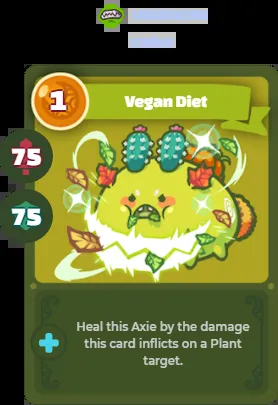 1
Vegan Diet
75
75
Heal this Axie by the damage
this card inflicts on a Plant
target.